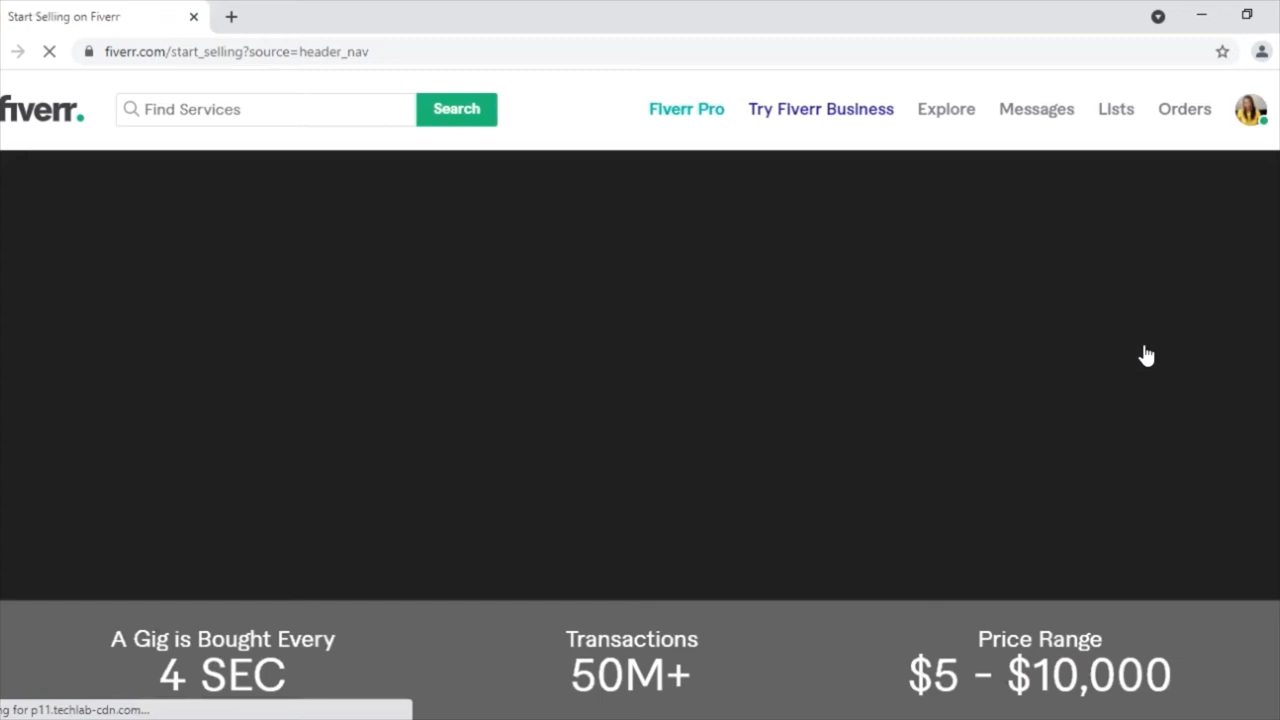 Start Selling on Fiverr
fiverr.com/start_selling?source=header_nav
fiverr.
Find Services
Search
Fiverr Pro
Try Fiverr Business
Explore
Messages
Lists
Orders
A Gig is Bought Every
4 SEC
Transactions
50M+
Price Range
$5 - $10,000
ng for p11.techlab-cdn.com...